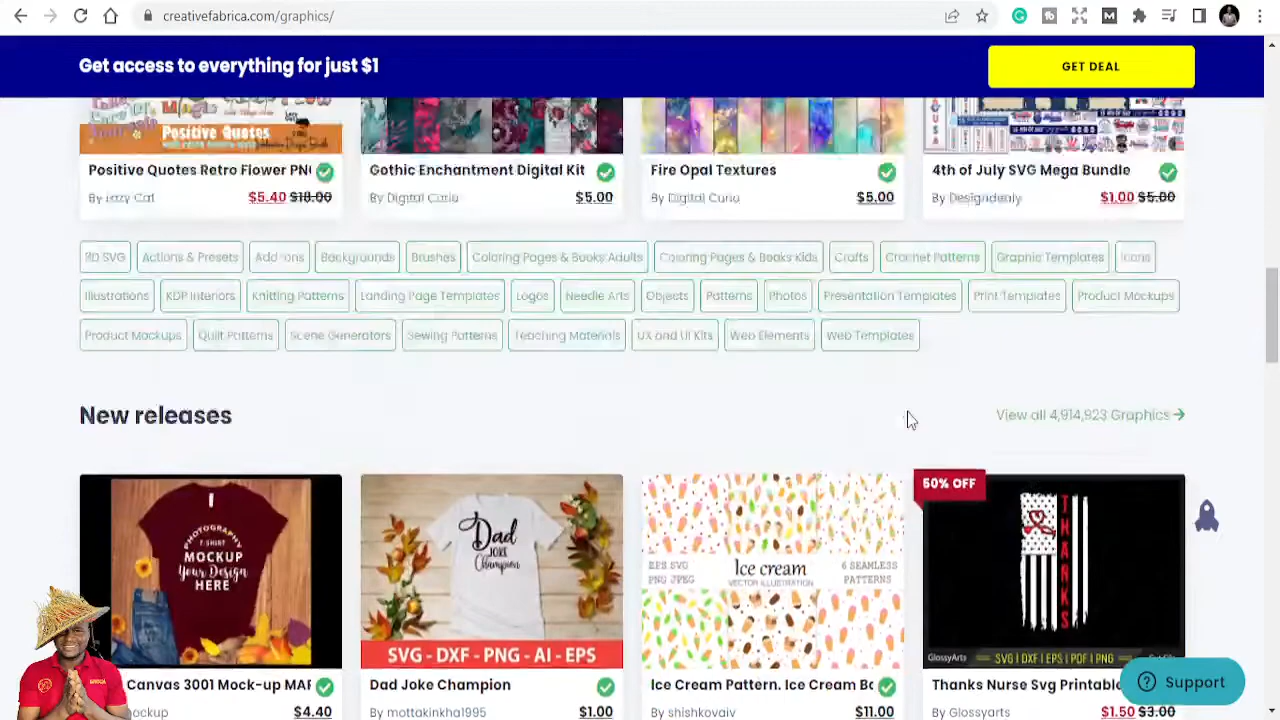 creativefabrica.com/graphics/
Get access to everything for just $1
GET DEAL
Positive Quotes
Positive Quotes Retro Flower PN
Gothic Enchantment Digital Kit
Fire Opal Textures
4th of July SVG Mega Bundle
By Lazy Cat
$5.40 $18.00
By Digital Curio
$5.00
By Digital Curio
$5.00
By Designdealy
$1.00 $5.00
3D SVG
Actions & Presets
Add-ons
Backgrounds
Brushes
Coloring Pages & Books Adults
Coloring Pages & Books Kids
Crafts
Crochet Patterns
Graphic Templates
Icons
Illustrations
KDP Interiors
Knitting Patterns
Landing Page Templates
Logos
Needle Arts
Objects
Patterns
Photos
Presentation Templates
Print Templates
Product Mockups
Product Mockups
Quilt Patterns
Scene Generators
Sewing Patterns
Teaching Materials
UX and UI Kits
Web Elements
Web Templates
New releases
View all 4,914,923 Graphics
PHOTOGRAPHY
T-SHIRT
MOCKUP
Your Design
HERE
Dad
JOKE
Champion
SVG - DXF - PNG - AI - EPS
EPS SVG
PNG JPEG
Ice cream
VECTOR ILLUSTRATION
6 SEAMLESS
PATTERNS
50% OFF
THANKS
GlossyArts
SVG | DXF | EPS | PDF | PNG
Canvas 3001 Mock-up MA
Dad Joke Champion
Ice Cream Pattern. Ice Cream B
Thanks Nurse Svg Printable
ockup
$4.40
By mottakinkha1995
$1.00
By shishkovaiv
$11.00
By Glossyarts
$1.50 $3.00
Support